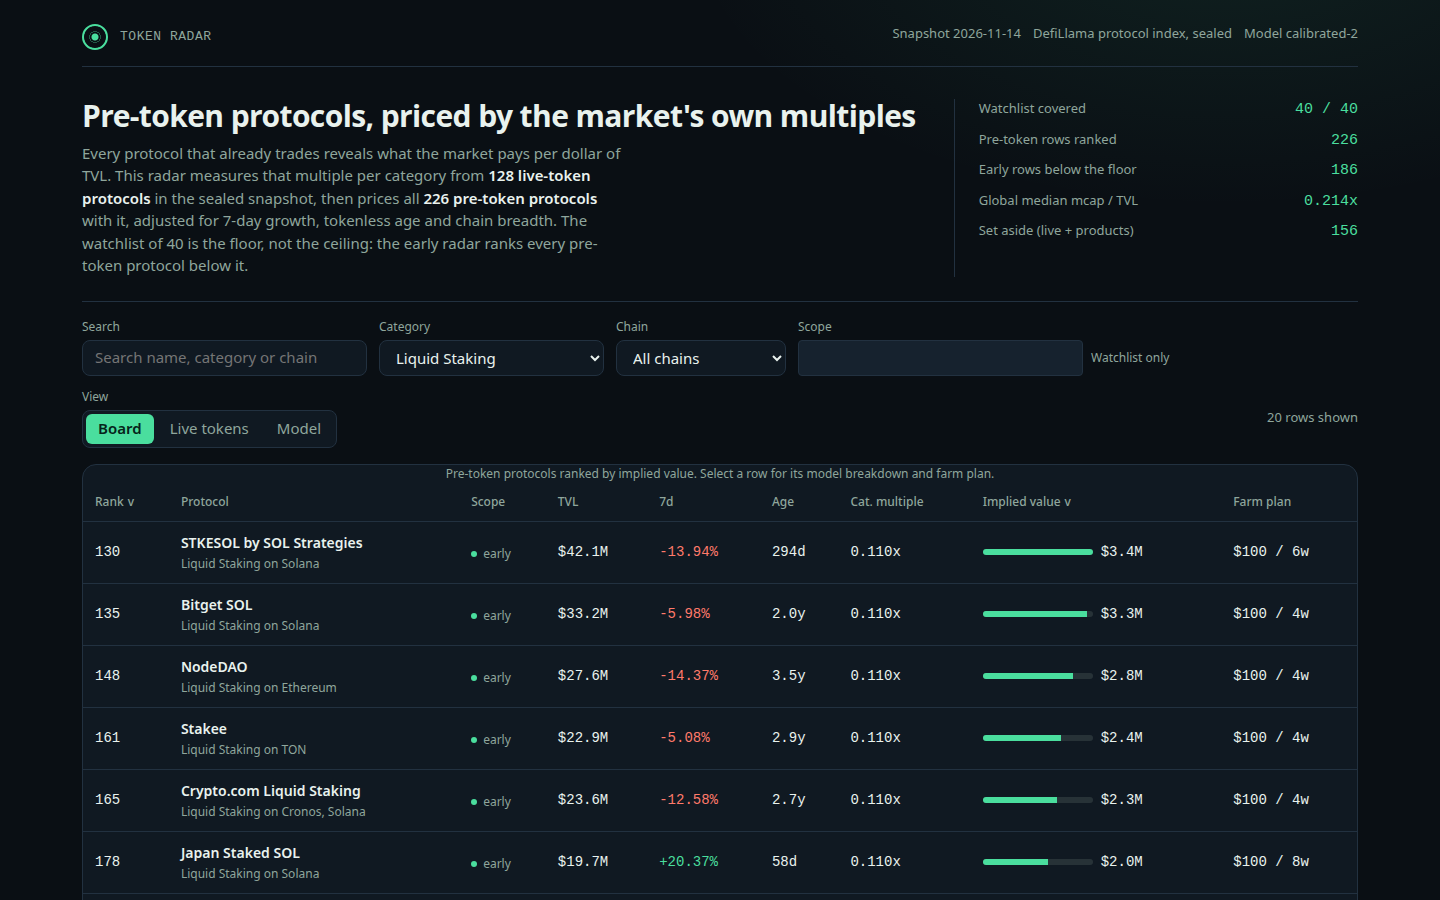 TOKEN RADAR
Snapshot 2026-11-14 DefiLlama protocol index, sealed Model calibrated-2
Pre-token protocols, priced by the market's own multiples
Every protocol that already trades reveals what the market pays per dollar of
TVL. This radar measures that multiple per category from 128 live-token
protocols in the sealed snapshot, then prices all 226 pre-token protocols
with it, adjusted for 7-day growth, tokenless age and chain breadth. The
watchlist of 40 is the floor, not the ceiling: the early radar ranks every pre-
token protocol below it.
Watchlist covered 40 / 40
Pre-token rows ranked 226
Early rows below the floor 186
Global median mcap / TVL 0.214x
Set aside (live + products) 156
Search Category Chain Scope
Search name, category or chain Liquid Staking All chains Watchlist only
View
Board Live tokens Model
20 rows shown
Pre-token protocols ranked by implied value. Select a row for its model breakdown and farm plan.
Rank v Protocol Scope TVL 7d Age Cat. multiple Implied value v Farm plan
130 STKESOL by SOL Strategies early $42.1M -13.94% 294d 0.110x $3.4M $100 / 6w
Liquid Staking on Solana
135 Bitget SOL early $33.2M -5.98% 2.0y 0.110x $3.3M $100 / 4w
Liquid Staking on Solana
148 NodeDAO early $27.6M -14.37% 3.5y 0.110x $2.8M $100 / 4w
Liquid Staking on Ethereum
161 Stakee early $22.9M -5.08% 2.9y 0.110x $2.4M $100 / 4w
Liquid Staking on TON
165 Crypto.com Liquid Staking early $23.6M -12.58% 2.7y 0.110x $2.3M $100 / 4w
Liquid Staking on Cronos, Solana
178 Japan Staked SOL early $19.7M +20.37% 58d 0.110x $2.0M $100 / 8w
Liquid Staking on Solana